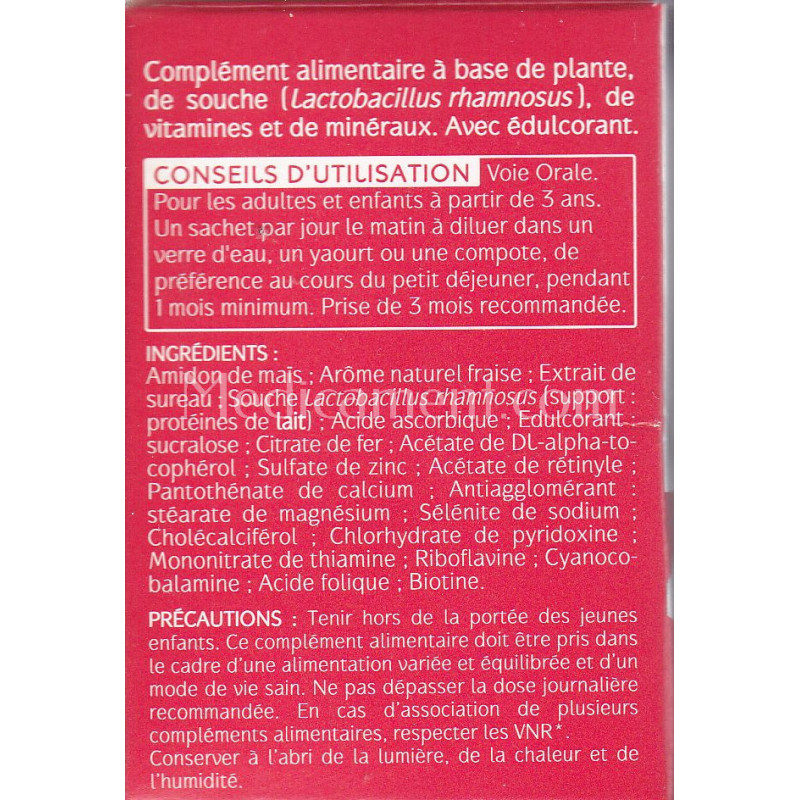 Complément alimentaire à base de plante,
de souche (Lactobacillus rhamnosus), de
vitamines et de minéraux. Avec édulcorant.
CONSEILS D'UTILISATION Voie Orale.
Pour les adultes et enfants à partir de 3 ans.
Un sachet par jour le matin à diluer dans un
verre d'eau, un yaourt ou une compote, de
préférence au cours du petit déjeuner, pendant
1 mois minimum. Prise de 3 mois recommandée.
INGRÉDIENTS :
Amidon de maïs ; Arôme naturel fraise ; Extrait de
sureau ; Souche Lactobacillus rhamnosus (support :
protéines de lait) ; Acide ascorbique ; Edulcorant :
sucralose ; Citrate de fer ; Acétate de DL-alpha-to-
cophérol ; Sulfate de zinc ; Acétate de rétinyle ;
Pantothénate de calcium ; Antiagglomérant :
stéarate de magnésium ; Sélénite de sodium ;
Cholécalciférol ; Chlorhydrate de pyridoxine ;
Mononitrate de thiamine ; Riboflavine ; Cyanoco-
balamine ; Acide folique ; Biotine.
PRÉCAUTIONS : Tenir hors de la portée des jeunes
enfants. Ce complément alimentaire doit être pris dans
le cadre d'une alimentation variée et équilibrée et d'un
mode de vie sain. Ne pas dépasser la dose journalière
recommandée. En cas d'association de plusieurs
compléments alimentaires, respecter les VNR*.
Conserver à l'abri de la lumière, de la chaleur et de
l'humidité.
Medicament.com